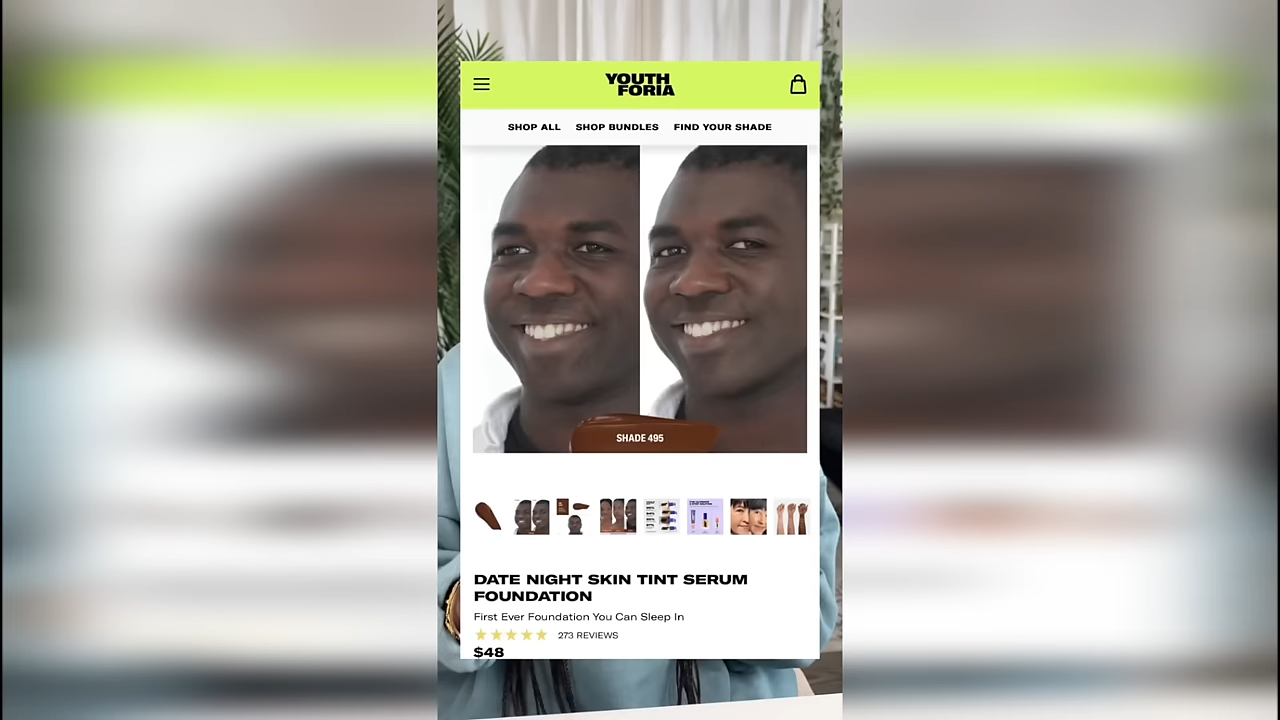 YOUTH
FORIA
SHOP ALL SHOP BUNDLES FIND YOUR SHADE
SHADE 495
DATE NIGHT SKIN TINT SERUM
FOUNDATION
First Ever Foundation You Can Sleep In
273 REVIEWS
$48